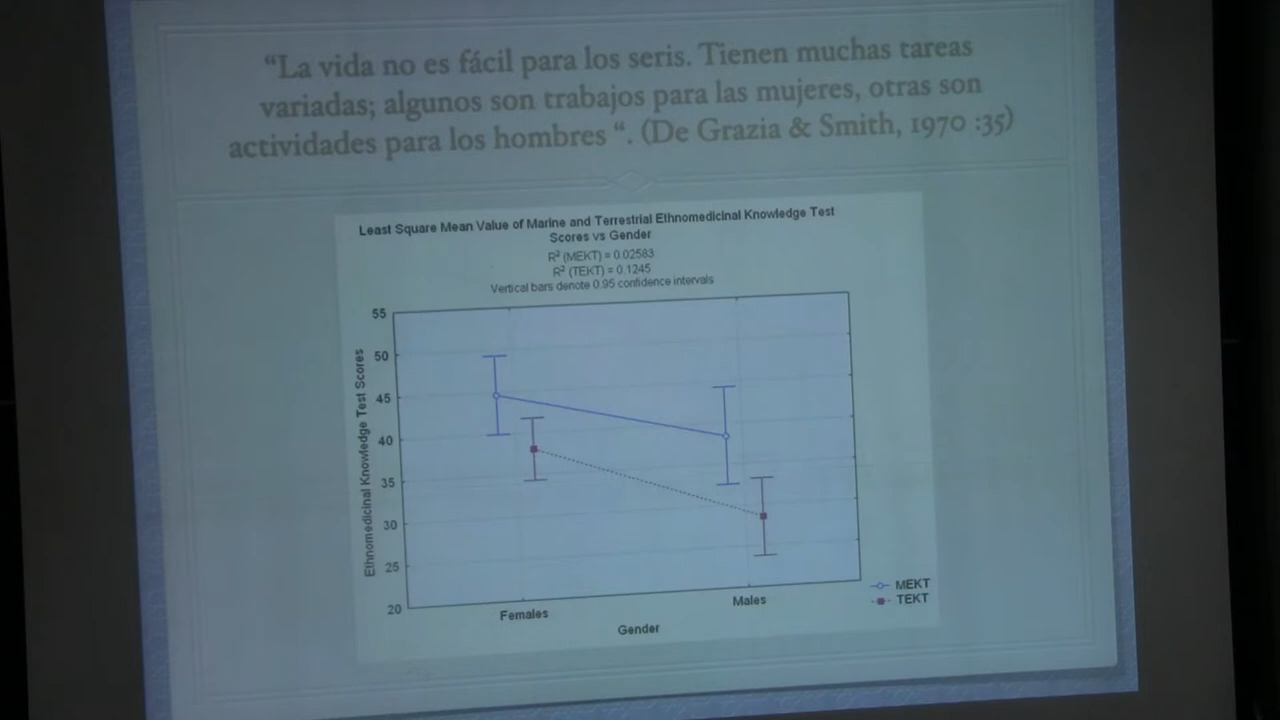 “La vida no es fácil para los seris. Tienen muchas tareas
variadas; algunos son trabajos para las mujeres, otras son
actividades para los hombres “. (De Grazia & Smith, 1970 :35)
Least Square Mean Value of Marine and Terrestrial Ethnomedicinal Knowledge Test
Scores vs Gender
R² (MEKT) = 0.02583
R² (TEKT) = 0.1245
Vertical bars denote 0.95 confidence intervals
Ethnomedicinal Knowledge Test Scores
55
50
45
40
35
30
25
20
Females
Males
Gender
MEKT
TEKT